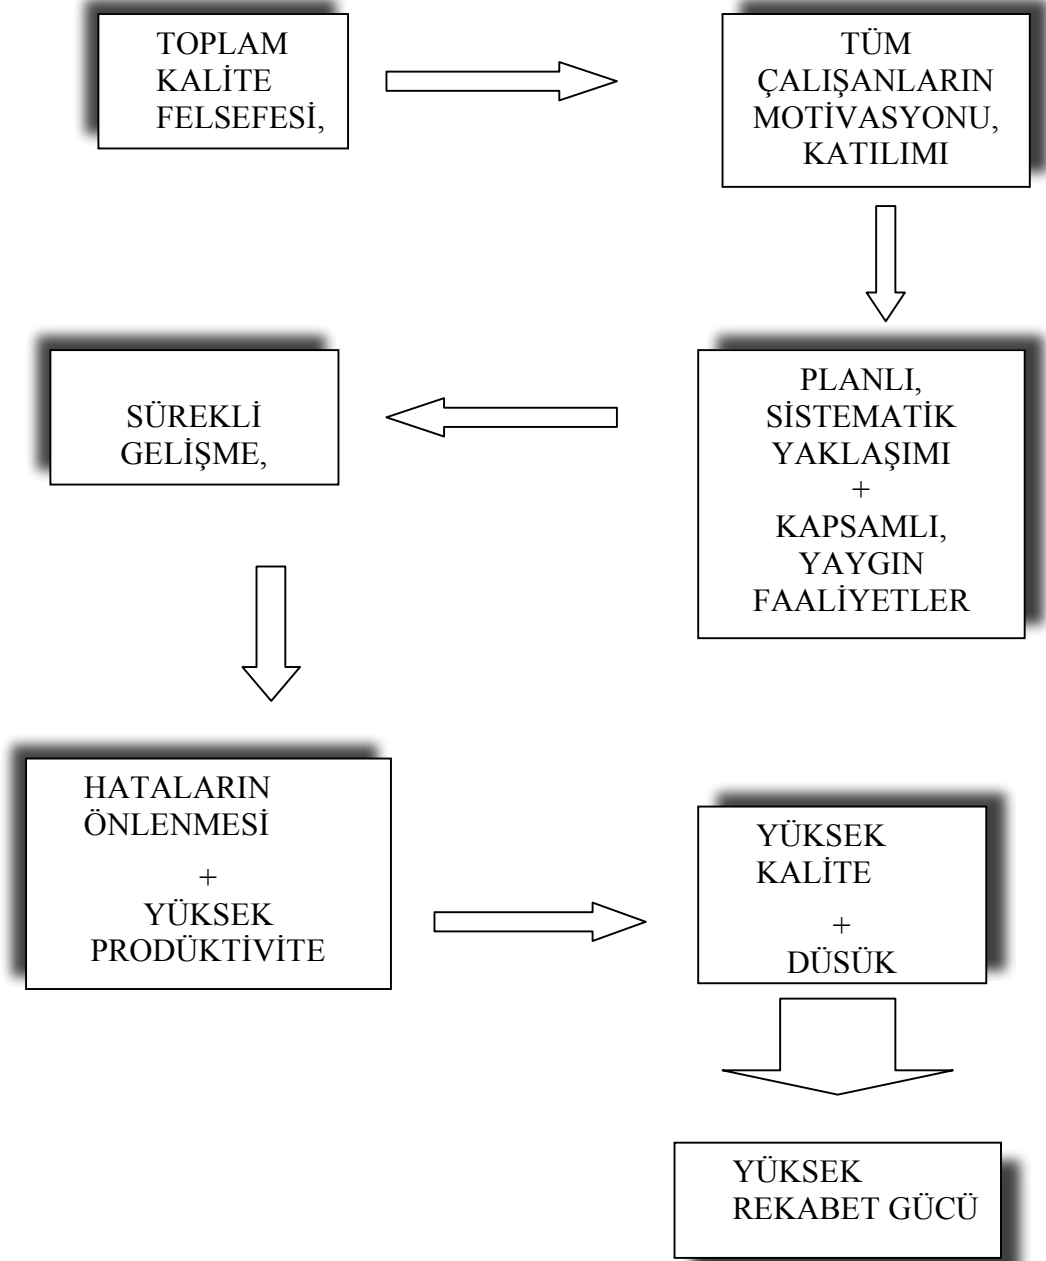 TOPLAM
KALİTE
FELSEFESİ,
TÜM
ÇALIŞANLARIN
MOTİVASYONU,
KATILIMI
PLANLI,
SİSTEMATİK
YAKLAŞIMI
+
KAPSAMLI,
YAYGIN
FAALİYETLER
SÜREKLİ
GELİŞME,
HATALARIN
ÖNLENMESİ
+
YÜKSEK
PRODÜKTİVİTE
YÜKSEK
KALİTE
+
DÜSÜK
YÜKSEK
REKABET GÜCÜ